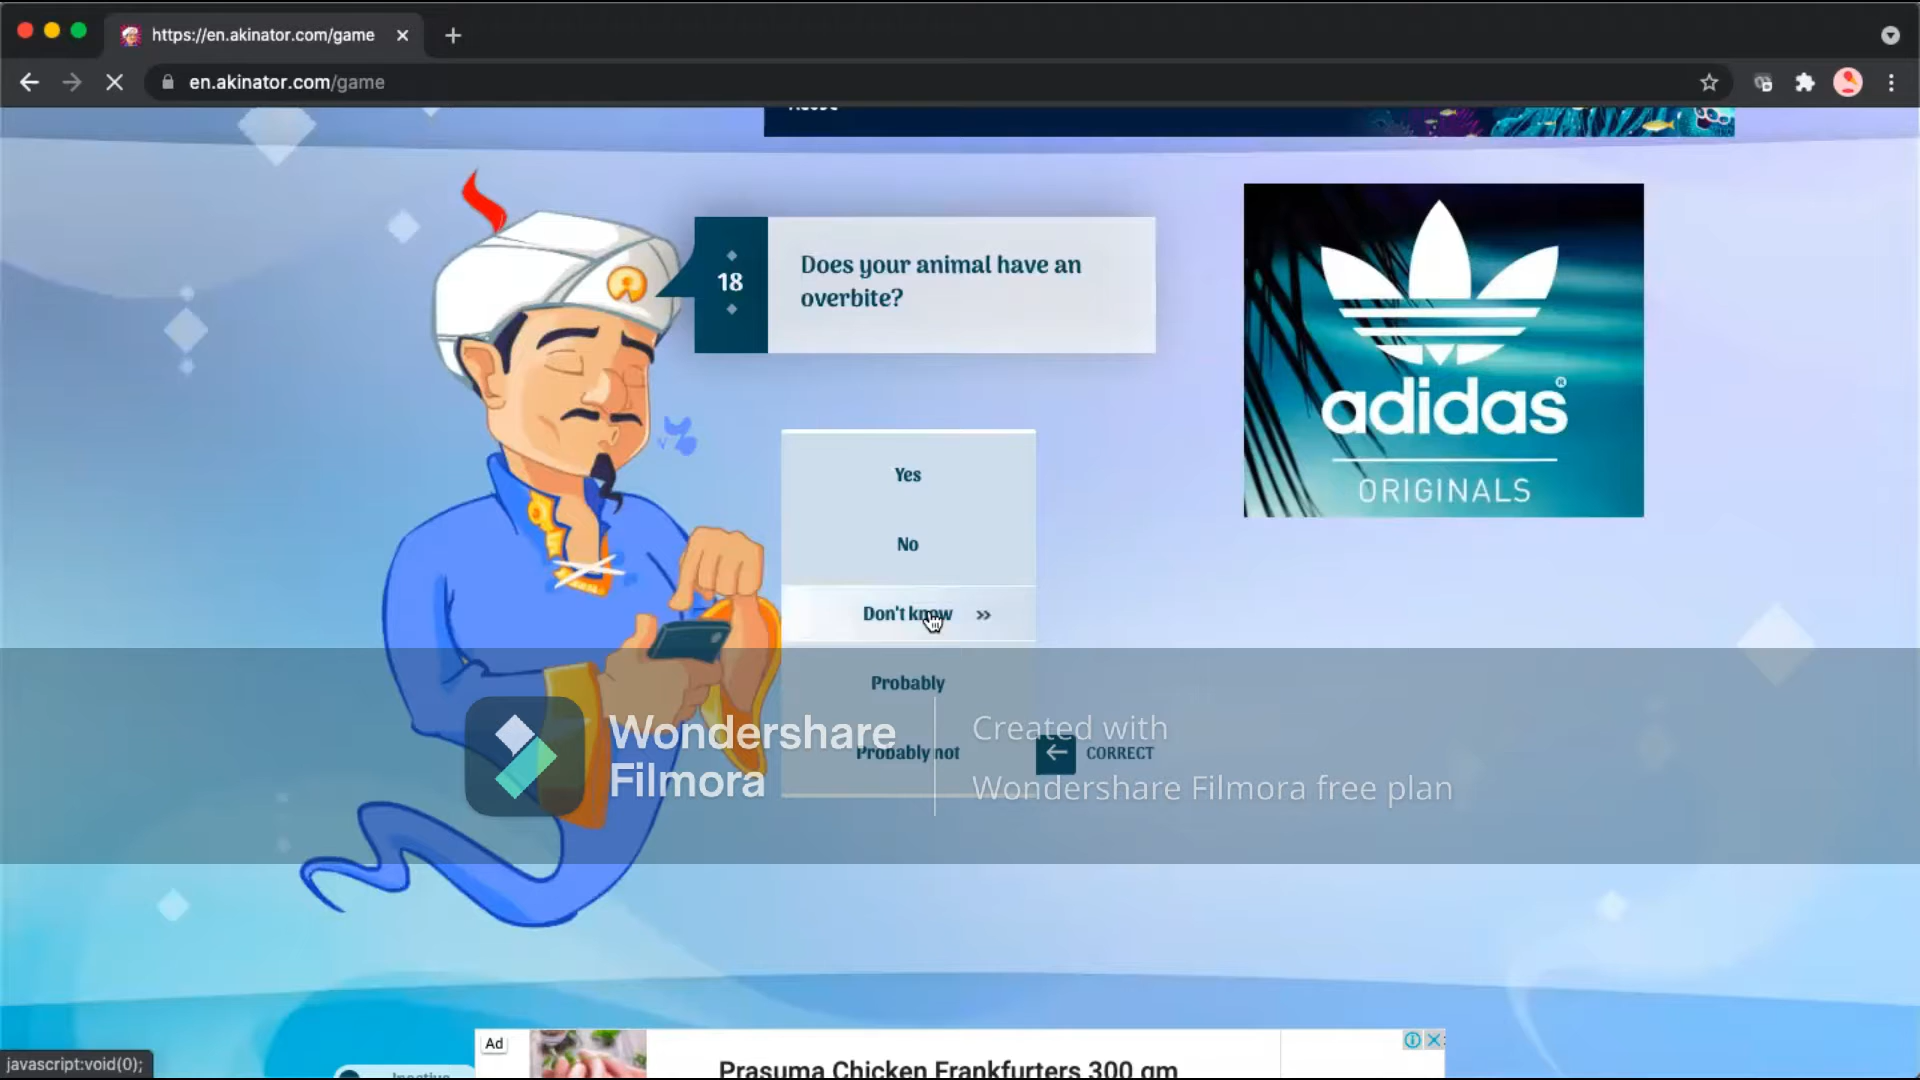 https://en.akinator.com/game
en.akinator.com/game
18
Does your animal have an
overbite?
adidas®
ORIGINALS
Yes
No
Don't know
Probably
Probably not
CORRECT
Wondershare
Filmora
Created with
Wondershare Filmora free plan
Ad
Prasuma Chicken Frankfurters 300 gm
javascript:void(0);